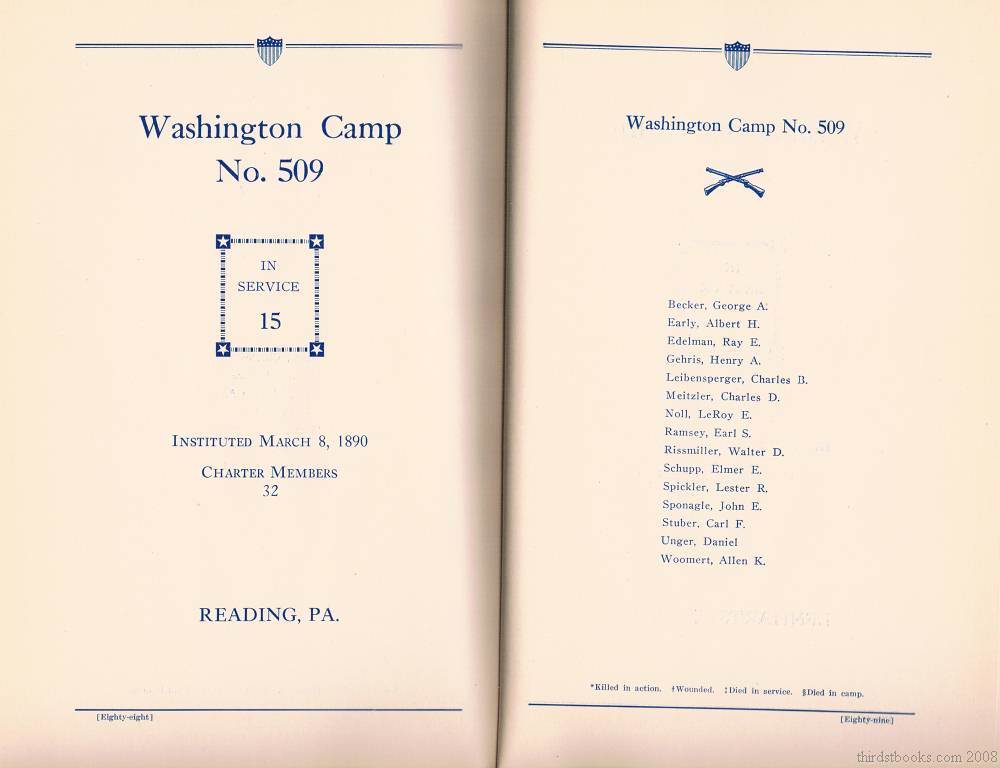 Washington Camp
No. 509
IN
SERVICE
15
INSTITUTED MARCH 8, 1890
CHARTER MEMBERS
32
READING, PA.
[Eighty-eight]
Washington Camp No. 509
Becker, George A.
Early, Albert H.
Edelman, Ray E.
Gehris, Henry A.
Leibensperger, Charles B.
Meitzler, Charles D.
Noll, LeRoy E.
Ramsey, Earl S.
Rissmiller, Walter D.
Schupp, Elmer E.
Spickler, Lester R.
Sponagle, John E.
Stuber, Carl F.
Unger, Daniel
Woomert, Allen K.
*Killed in action. †Wounded. ‡Died in service. §Died in camp.
[Eighty-nine]
thirdstbooks.com 2008